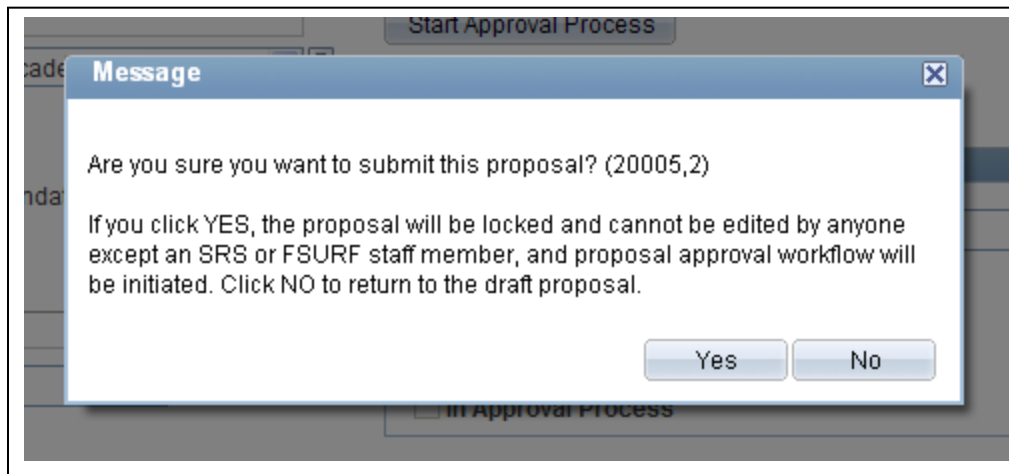 Start Approval Process
Message
Are you sure you want to submit this proposal? (20005,2)
If you click YES, the proposal will be locked and cannot be edited by anyone
except an SRS or FSURF staff member, and proposal approval workflow will
be initiated. Click NO to return to the draft proposal.
Yes No
In Approval Process